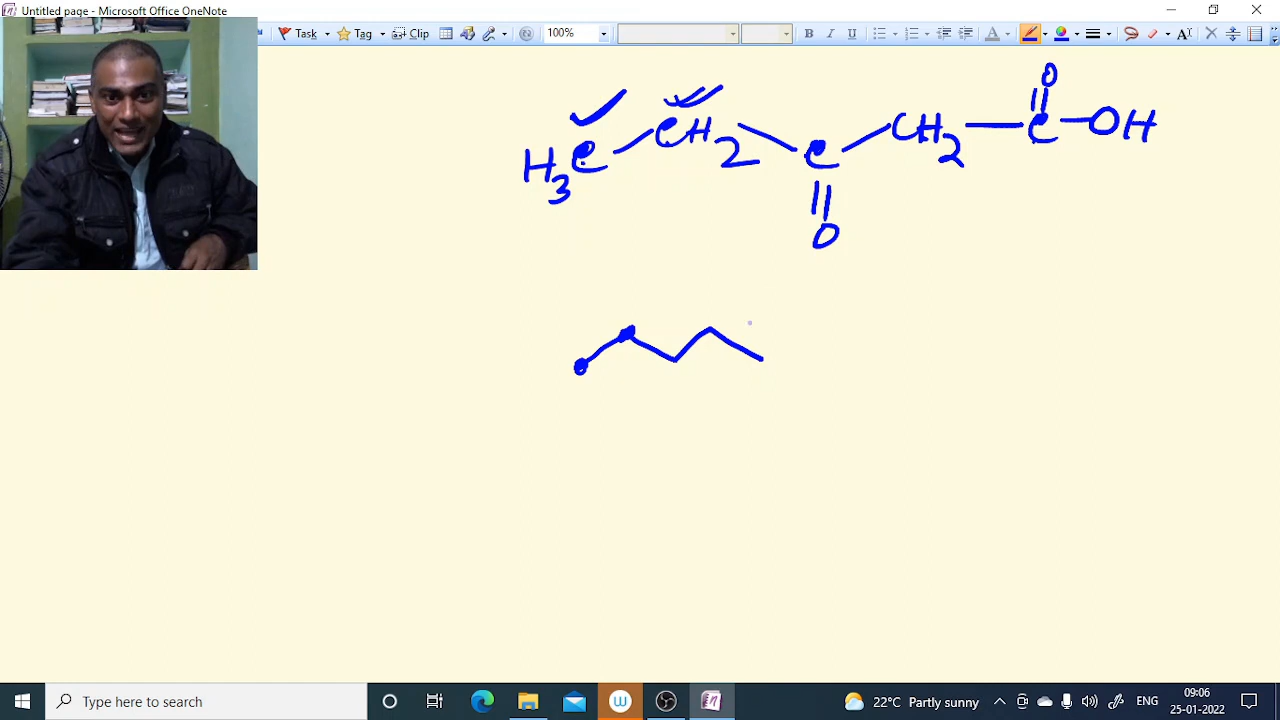 Untitled page - Microsoft Office OneNote
Task Tag Clip 100% B I U A A
O
H3C CH2 C CH2 C OH
O
Type here to search
22°C Partly sunny ENG 09:06
25-01-2022